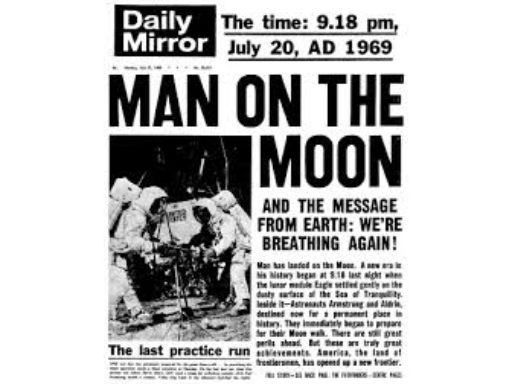 Daily
Mirror
The time: 9.18 pm,
July 20, AD 1969
MAN ON THE
MOON
AND THE MESSAGE
FROM EARTH: WE'RE
BREATHING AGAIN!
Man has landed on the Moon. A new era in
his history began at 9.18 last night when
the lunar module Eagle settled gently on the
dusty surface of the Sea of Tranquility.
Inside it—Astronauts Armstrong and Aldrin,
destined now for a permanent place in
history. They immediately began to prepare
for their Moon walk. There are still great
perils ahead. But these are truly great
achievements. America, the land of
frontiersmen, has opened up a new frontier.
The last practice run